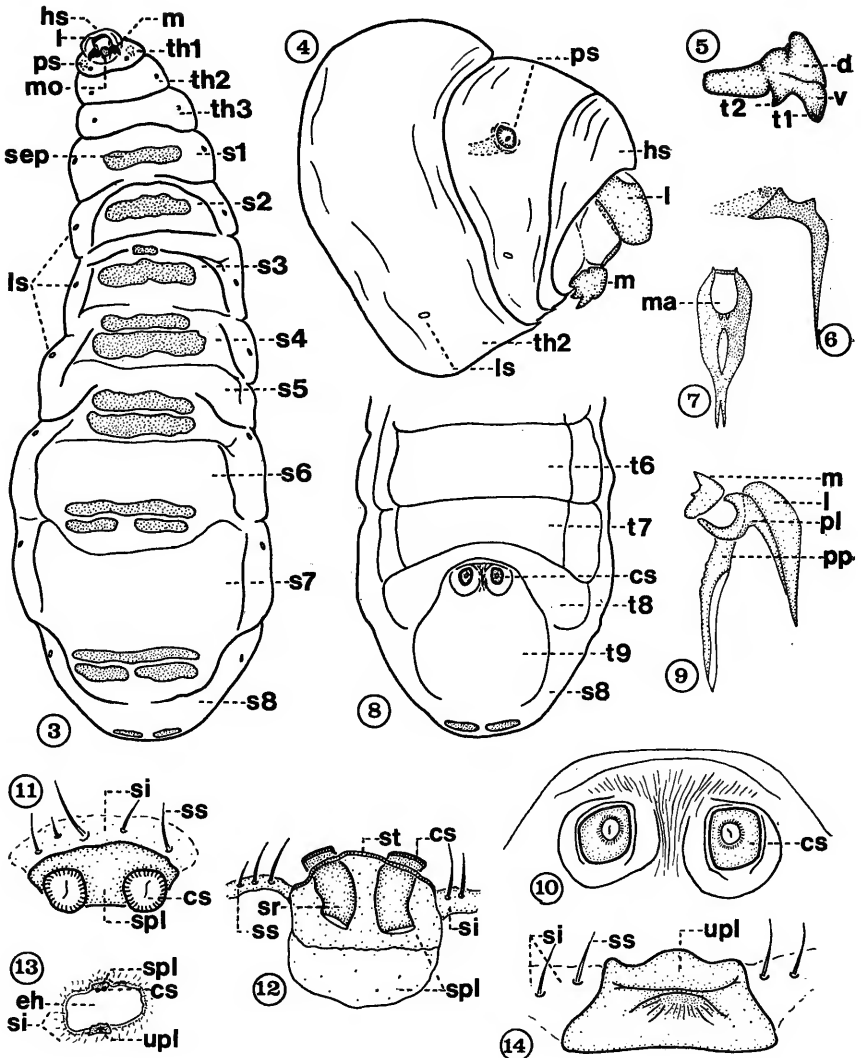 hs
m
l
th1
ps
mo
th2
th3
sep
s1
s2
ls
s3
s4
s5
s6
s7
s8
3
4
ps
hs
l
m
th2
ls
5
d
v
t2
t1
6
ma
7
m
l
pl
pp
9
t6
t7
cs
t8
t9
s8
8
11
si
ss
cs
spl
st
cs
sr
ss
si
spl
12
10
cs
13
spl
cs
eh
si
upl
si
ss
upl
14